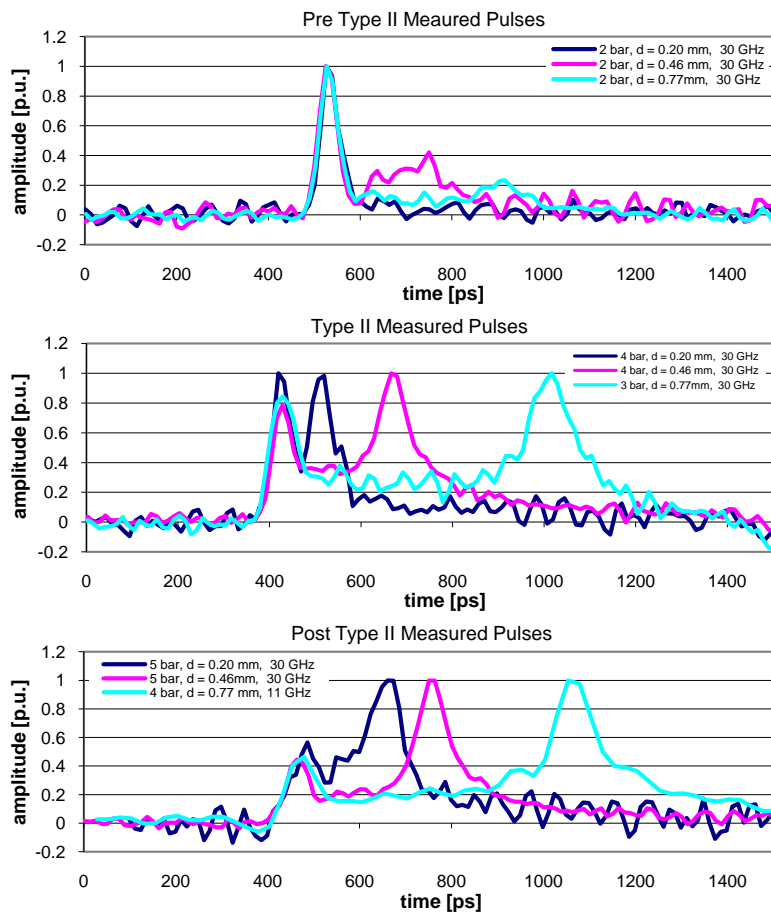 Pre Type II Meaured Pulses
1.2
1
0.8
0.6
0.4
0.2
0
-0.2
amplitude [p.u.]
2 bar, d = 0.20 mm, 30 GHz
2 bar, d = 0.46 mm, 30 GHz
2 bar, d = 0.77mm, 30 GHz
0 200 400 600 800 1000 1200 1400
time [ps]
Type II Measured Pulses
1.2
1
0.8
0.6
0.4
0.2
0
-0.2
amplitude [p.u.]
4 bar, d = 0.20 mm, 30 GHz
4 bar, d = 0.46 mm, 30 GHz
3 bar, d = 0.77mm, 30 GHz
0 200 400 600 800 1000 1200 1400
time [ps]
Post Type II Measured Pulses
1.2
1
0.8
0.6
0.4
0.2
0
-0.2
amplitude [p.u.]
5 bar, d = 0.20 mm, 30 GHz
5 bar, d = 0.46mm, 30 GHz
4 bar, d = 0.77 mm, 11 GHz
0 200 400 600 800 1000 1200 1400
time [ps]